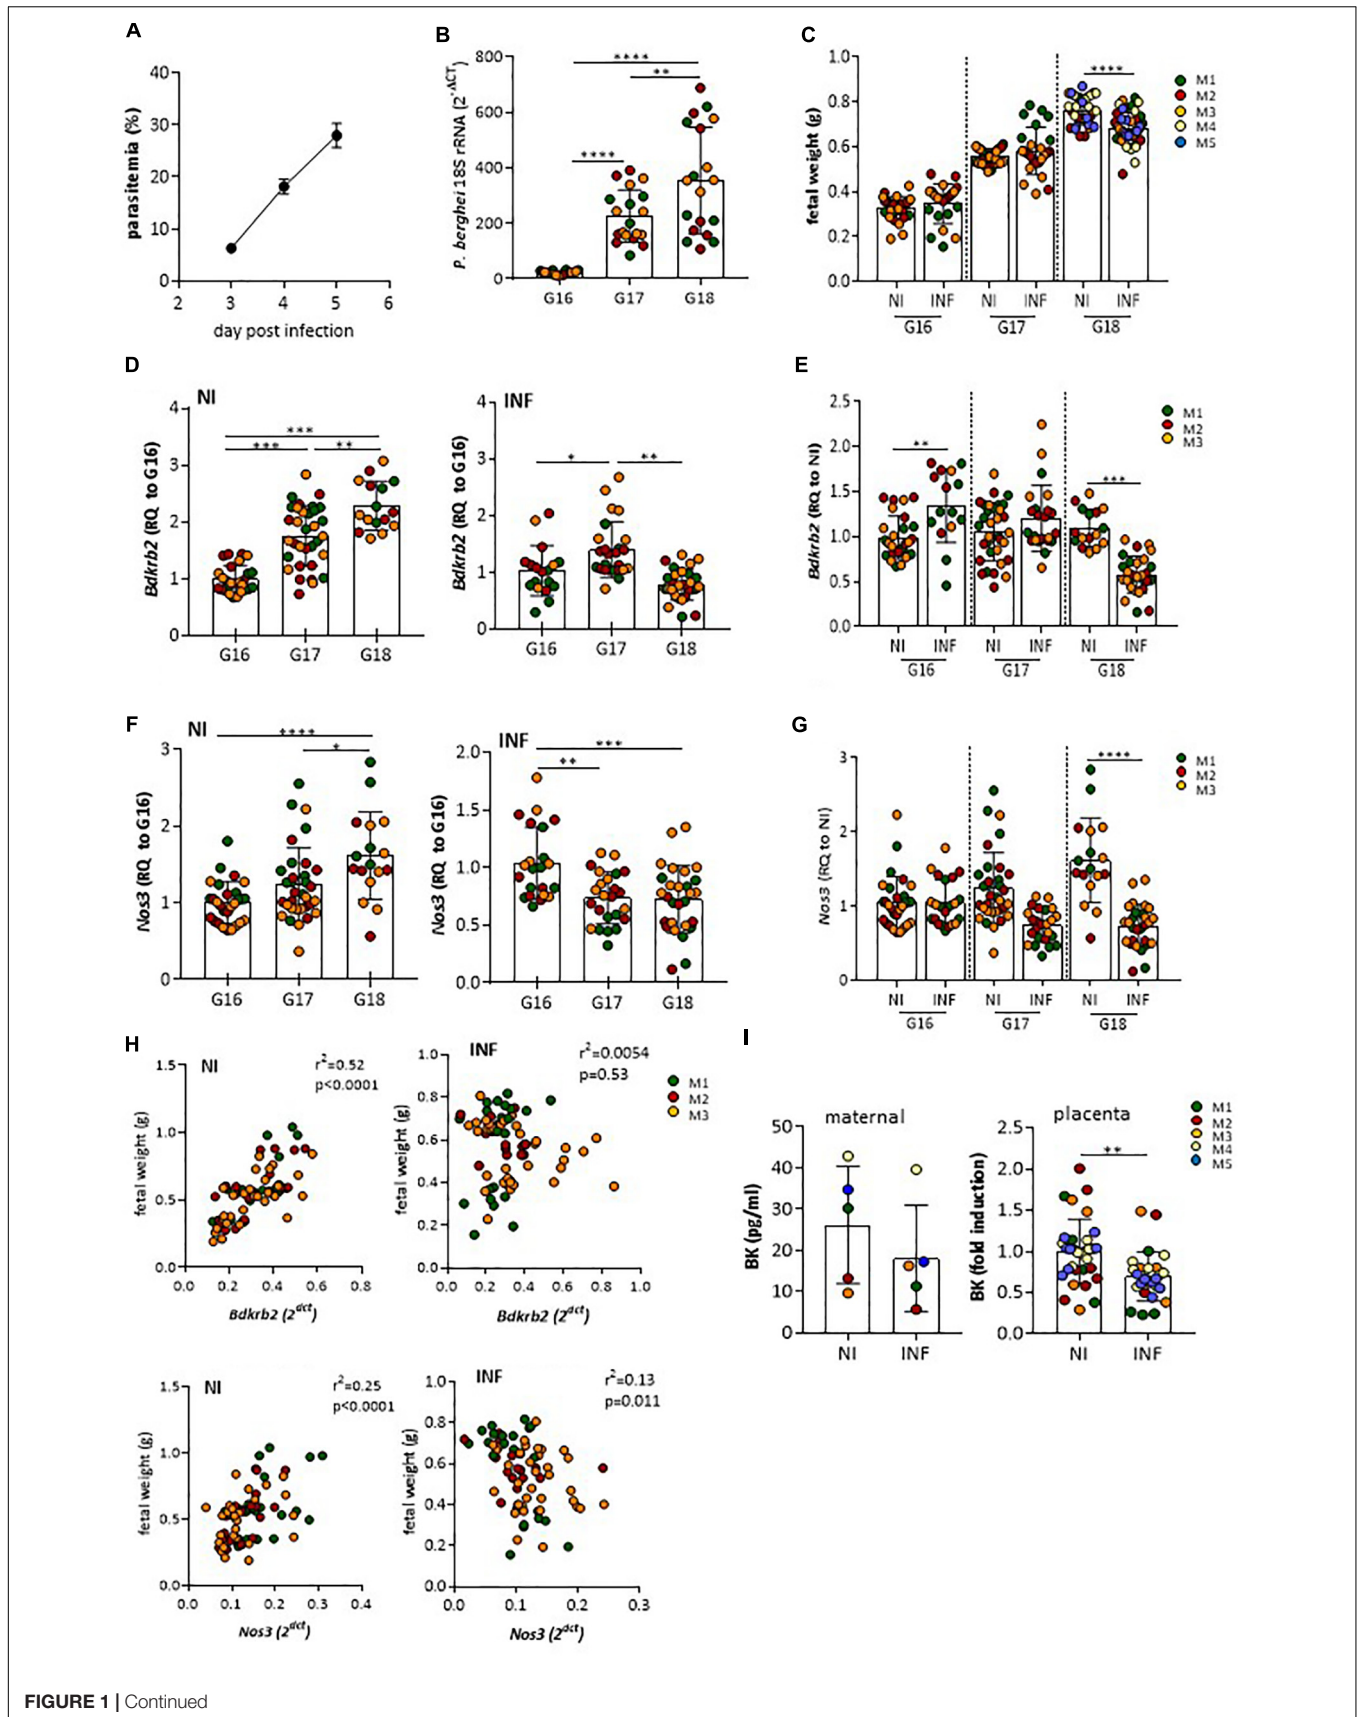 A
parasitemia (%)
40
30
20
10
0
2 3 4 5 6
day post infection
B
P. berghei 18S rRNA (2^-ΔCT)
800
600
400
200
0
****
**
****
G16 G17 G18
C
fetal weight (g)
1.0
0.8
0.6
0.4
0.2
0.0
****
NI INF NI INF NI INF
G16 G17 G18
M1
M2
M3
M4
M5
D
NI
Bdkrb2 (RQ to G16)
4
3
2
1
0
***
*** **
G16 G17 G18
INF
Bdkrb2 (RQ to G16)
4
3
2
1
0
* **
G16 G17 G18
E
Bdkrb2 (RQ to NI)
2.5
2.0
1.5
1.0
0.5
0.0
**
***
NI INF NI INF NI INF
G16 G17 G18
M1
M2
M3
F
NI
Nos3 (RQ to G16)
3
2
1
0
****
*
G16 G17 G18
INF
Nos3 (RQ to G16)
2.0
1.5
1.0
0.5
0.0
***
**
G16 G17 G18
G
Nos3 (RQ to NI)
3
2
1
0
****
NI INF NI INF NI INF
G16 G17 G18
M1
M2
M3
H
NI
r²=0.52
p<0.0001
fetal weight (g)
1.5
1.0
0.5
0.0
0.0 0.2 0.4 0.6 0.8
Bdkrb2 (2^dct)
INF
r²=0.0054
p=0.53
fetal weight (g)
1.0
0.8
0.6
0.4
0.2
0.0
0.0 0.2 0.4 0.6 0.8 1.0
Bdkrb2 (2^dct)
M1
M2
M3
NI
r²=0.25
p<0.0001
fetal weight (g)
1.5
1.0
0.5
0.0
0.0 0.1 0.2 0.3 0.4
Nos3 (2^dct)
INF
r²=0.13
p=0.011
fetal weight (g)
1.0
0.8
0.6
0.4
0.2
0.0
0.0 0.1 0.2 0.3
Nos3 (2^dct)
I
maternal
BK (pg/ml)
50
40
30
20
10
0
NI INF
placenta
BK (fold induction)
2.5
2.0
1.5
1.0
0.5
0.0
**
NI INF
M1
M2
M3
M4
M5
FIGURE 1 | Continued